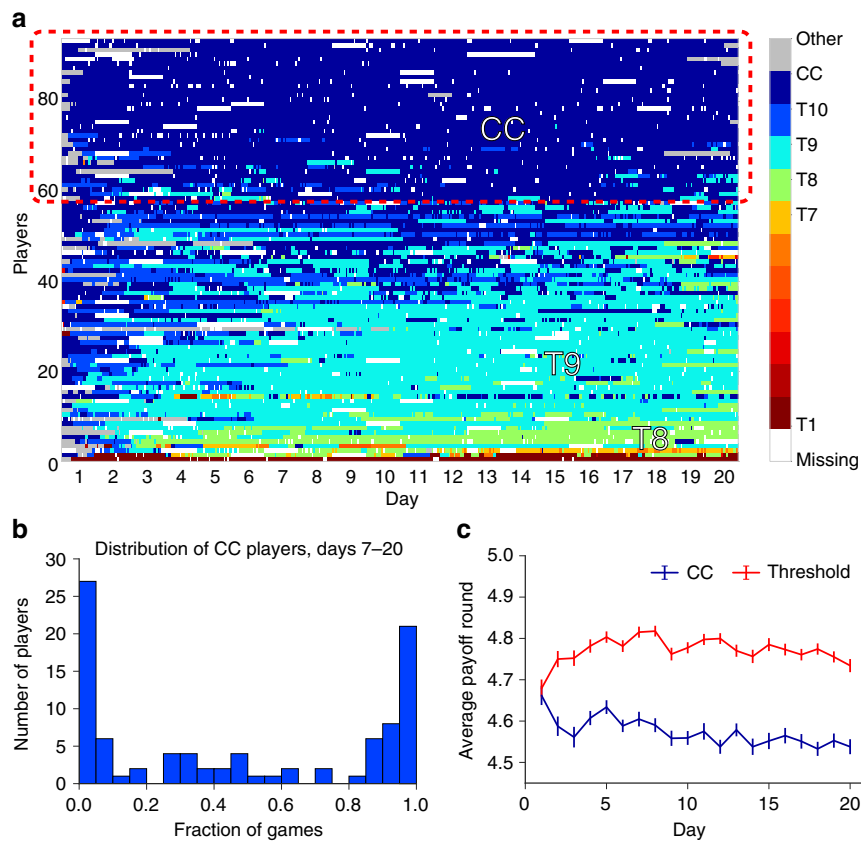 a
Players
80
60
40
20
0
CC
T9
T8
1 2 3 4 5 6 7 8 9 10 11 12 13 14 15 16 17 18 19 20
Day
Other
CC
T10
T9
T8
T7
T1
Missing
b
Distribution of CC players, days 7–20
Number of players
30
25
20
15
10
5
0
0.0 0.2 0.4 0.6 0.8 1.0
Fraction of games
c
CC Threshold
Average payoff round
5.0
4.9
4.8
4.7
4.6
4.5
0 5 10 15 20
Day